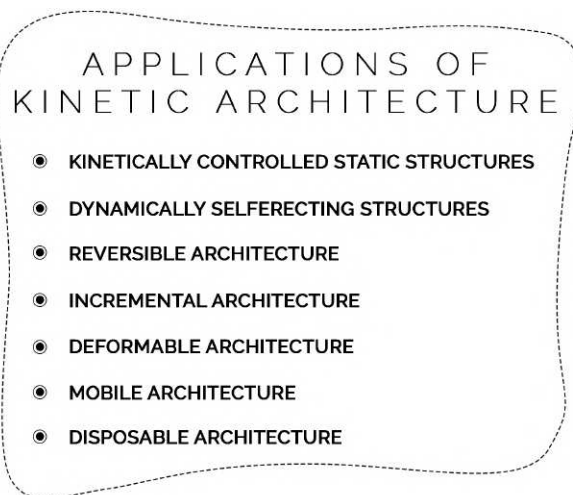 APPLICATIONS OF
KINETIC ARCHITECTURE
KINETICALLY CONTROLLED STATIC STRUCTURES
DYNAMICALLY SELFERECTING STRUCTURES
REVERSIBLE ARCHITECTURE
INCREMENTAL ARCHITECTURE
DEFORMABLE ARCHITECTURE
MOBILE ARCHITECTURE
DISPOSABLE ARCHITECTURE